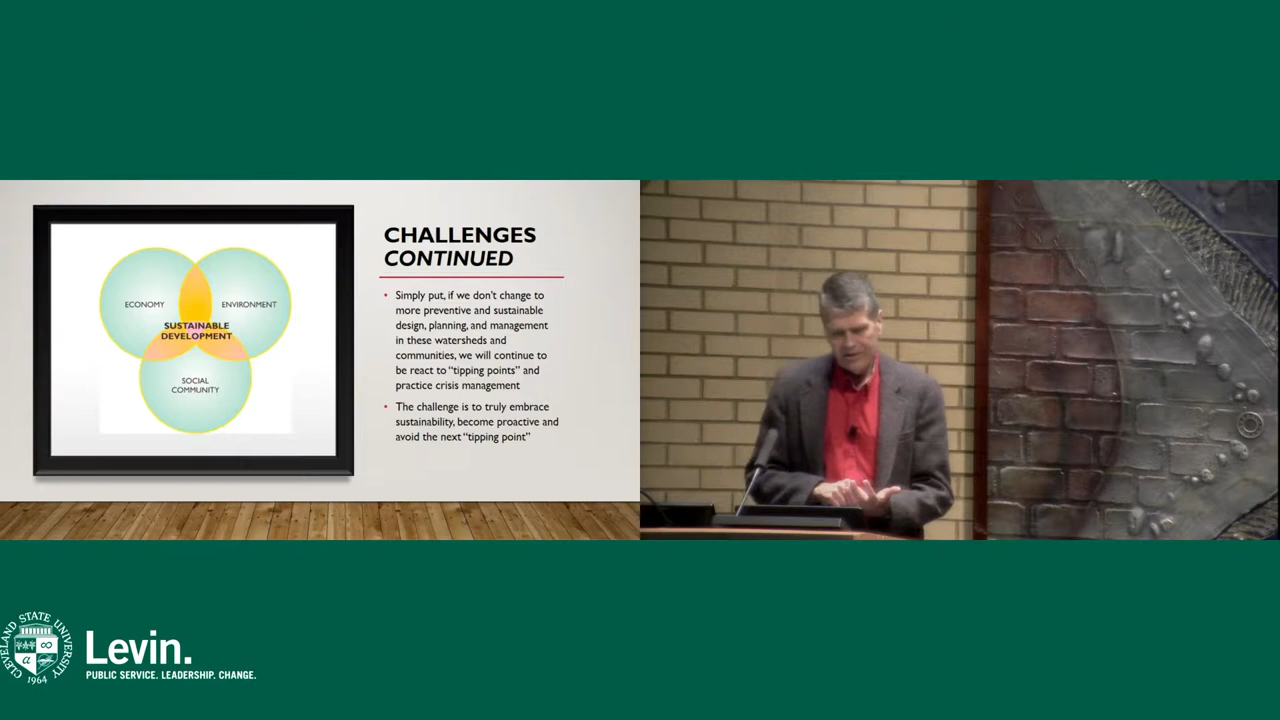 ECONOMY
ENVIRONMENT
SUSTAINABLE
DEVELOPMENT
SOCIAL
COMMUNITY
CHALLENGES
CONTINUED
• Simply put, if we don't change to
more preventive and sustainable
design, planning, and management
in these watersheds and
communities, we will continue to
be react to "tipping points" and
practice crisis management
• The challenge is to truly embrace
sustainability, become proactive and
avoid the next "tipping point"
CLEVELAND STATE UNIVERSITY
1964
Levin.
PUBLIC SERVICE. LEADERSHIP. CHANGE.